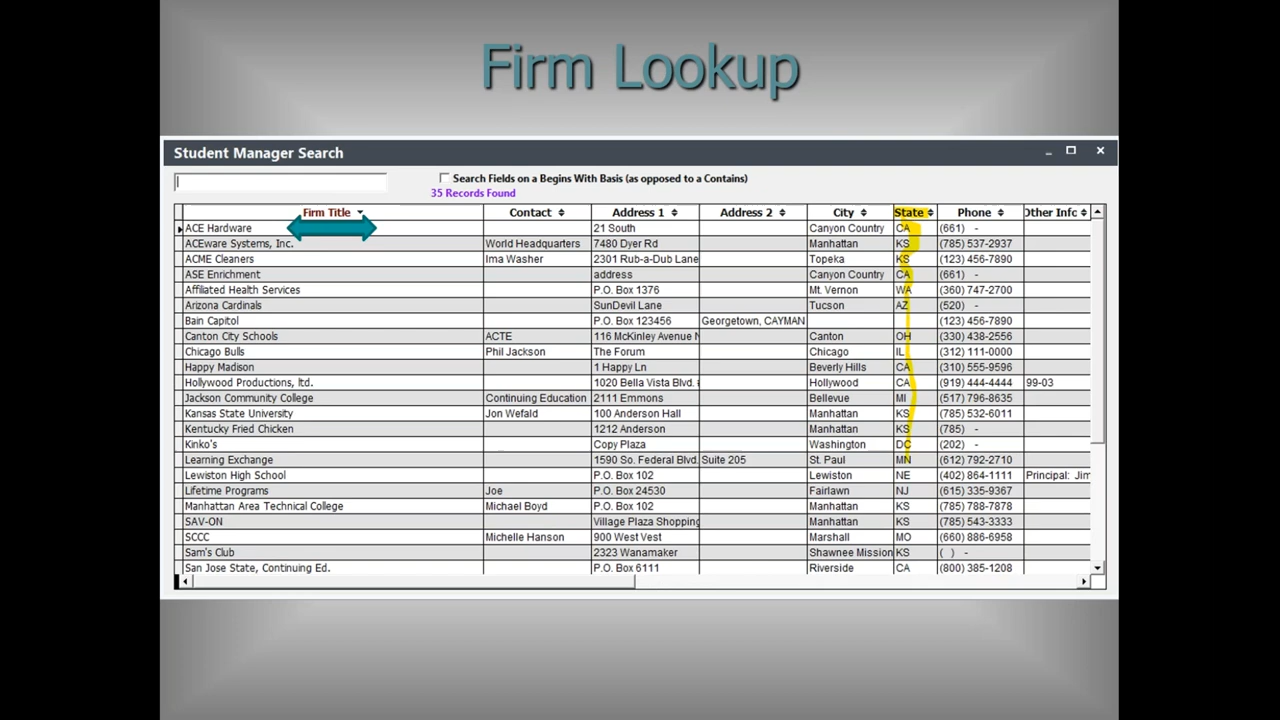 Firm Lookup
Student Manager Search
Search Fields on a Begins With Basis (as opposed to a Contains)
35 Records Found
Firm Title Contact Address 1 Address 2 City State Phone Other Info
ACE Hardware 21 South Canyon Country CA (661) -
ACEware Systems, Inc. World Headquarters 7480 Dyer Rd Manhattan KS (785) 537-2937
ACME Cleaners Ima Washer 2301 Rub-a-Dub Lane Topeka KS (123) 456-7890
ASE Enrichment address Canyon Country CA (661) -
Affiliated Health Services P.O. Box 1376 Mt. Vernon WA (360) 747-2700
Arizona Cardinals SunDevil Lane Tucson AZ (520) -
Bain Capitol P.O. Box 123456 Georgetown, CAYMAN (123) 456-7890
Canton City Schools ACTE 116 McKinley Avenue N Canton OH (330) 438-2556
Chicago Bulls Phil Jackson The Forum Chicago IL (312) 111-0000
Happy Madison 1 Happy Ln Beverly Hills CA (310) 555-9596
Hollywood Productions, ltd. 1020 Bella Vista Blvd. Hollywood CA (919) 444-4444 99-03
Jackson Community College Continuing Education 2111 Emmons Bellevue MI (517) 796-8635
Kansas State University Jon Wefald 100 Anderson Hall Manhattan KS (785) 532-6011
Kentucky Fried Chicken 1212 Anderson Manhattan KS (785) -
Kinko's Copy Plaza Washington DC (202) -
Learning Exchange 1590 So. Federal Blvd. Suite 205 St. Paul MN (612) 792-2710
Lewiston High School P.O. Box 102 Lewiston NE (402) 864-1111 Principal: Jim
Lifetime Programs Joe P.O. Box 24530 Fairlawn NJ (615) 335-9367
Manhattan Area Technical College Michael Boyd P.O. Box 102 Manhattan KS (785) 788-7878
SAV-ON Village Plaza Shopping Manhattan KS (785) 543-3333
SCCC Michelle Hanson 900 West Vest Marshall MO (660) 886-6958
Sam's Club 2323 Wanamaker Shawnee Mission KS ( ) -
San Jose State, Continuing Ed. P.O. Box 6111 Riverside CA (800) 385-1208